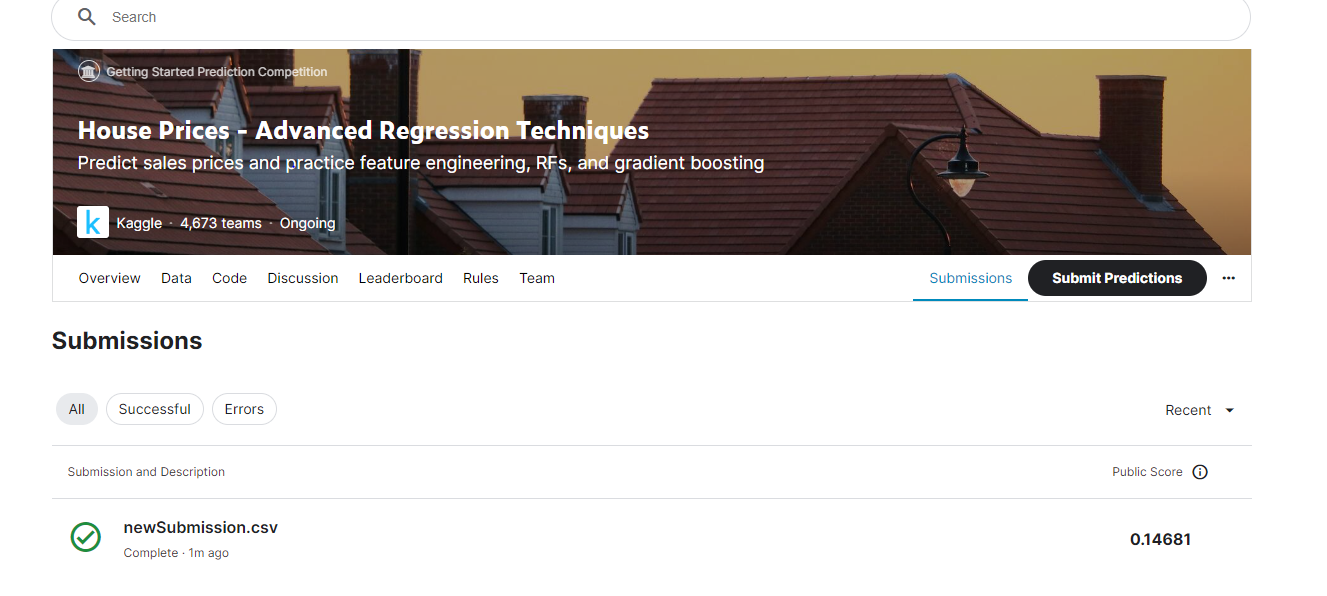 Search
Getting Started Prediction Competition
House Prices - Advanced Regression Techniques
Predict sales prices and practice feature engineering, RFs, and gradient boosting
k Kaggle · 4,673 teams · Ongoing
Overview Data Code Discussion Leaderboard Rules Team Submissions Submit Predictions ...
Submissions
All Successful Errors Recent
Submission and Description Public Score
newSubmission.csv
Complete · 1m ago
0.14681